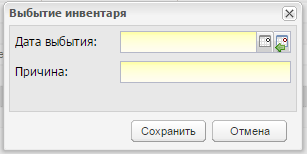 Выбытие инвентаря
Дата выбытия:
Причина:
Сохранить
Отмена